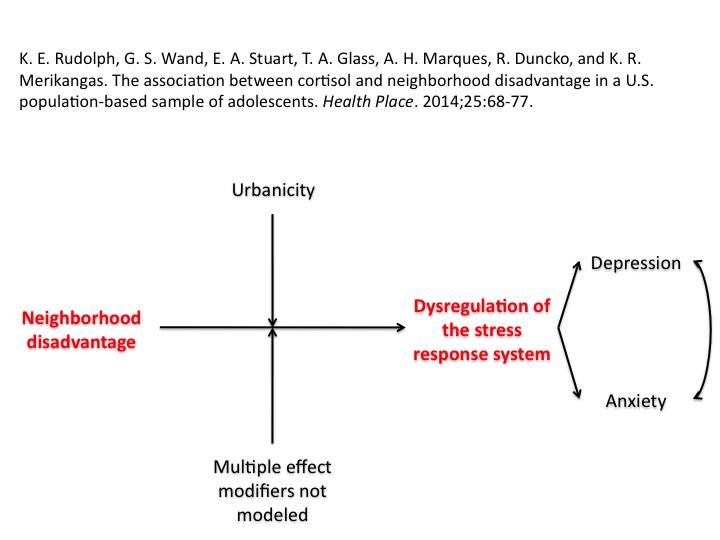 K. E. Rudolph, G. S. Wand, E. A. Stuart, T. A. Glass, A. H. Marques, R. Duncko, and K. R.
Merikangas. The association between cortisol and neighborhood disadvantage in a U.S.
population-based sample of adolescents. Health Place. 2014;25:68-77.
Urbanicity
Depression
Neighborhood
disadvantage
Dysregulation of
the stress
response system
Anxiety
Multiple effect
modifiers not
modeled